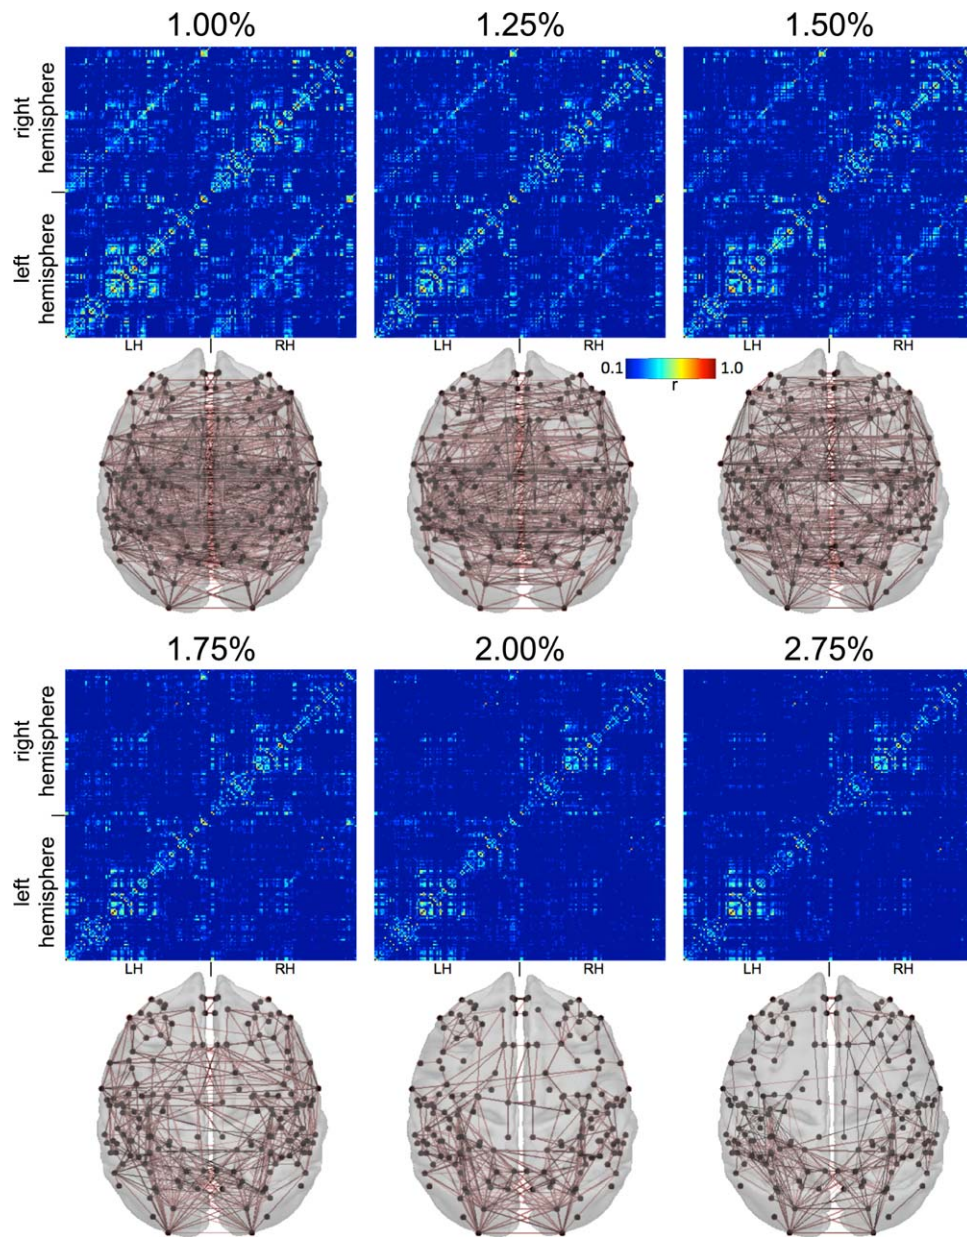 1.00%
1.25%
1.50%
right
hemisphere
left
hemisphere
LH
RH
LH
RH
LH
RH
0.1
1.0
r
1.75%
2.00%
2.75%
right
hemisphere
left
hemisphere
LH
RH
LH
RH
LH
RH